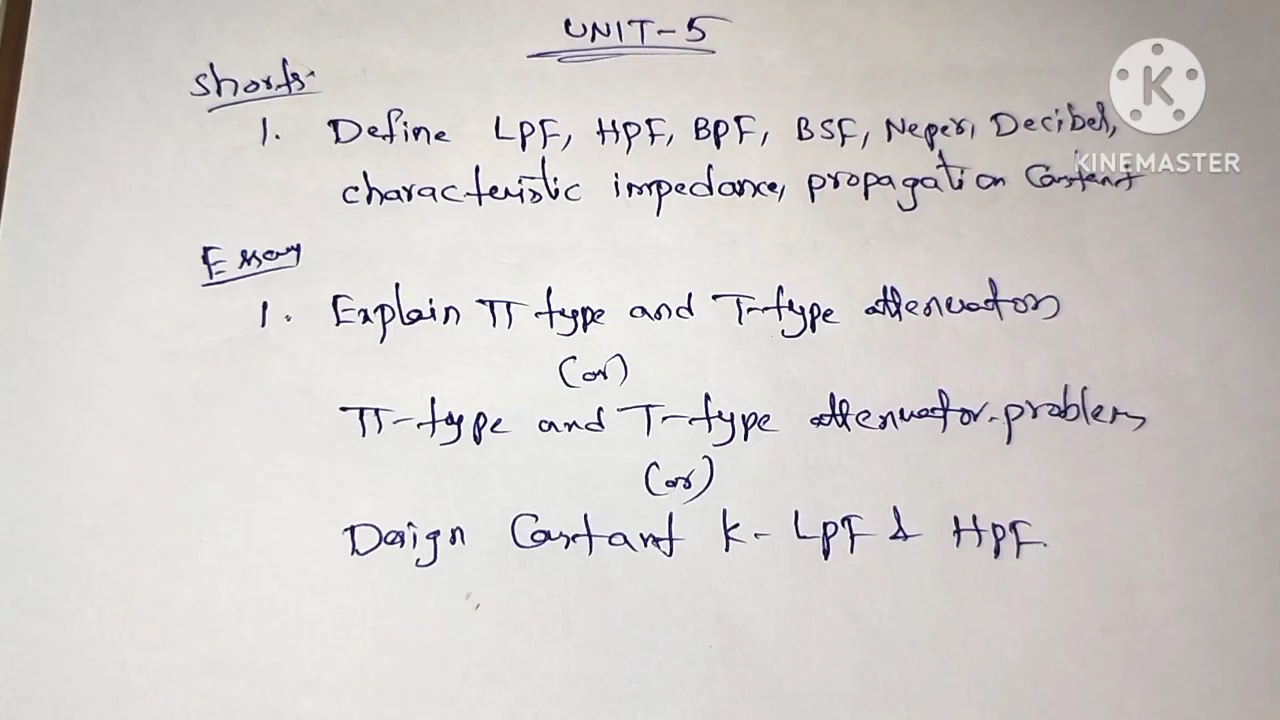 UNIT-5
Shorts.
1. Define LPF, HPF, BPF, BSF, Neper, Decibel,
characteristic impedance, propagation Constant
Essay
1. Explain π type and T-type attenuators
(or)
π-type and T-type attenuator-problems
(or)
Design Constant K- LPF & HPF.
K
KINEMASTER